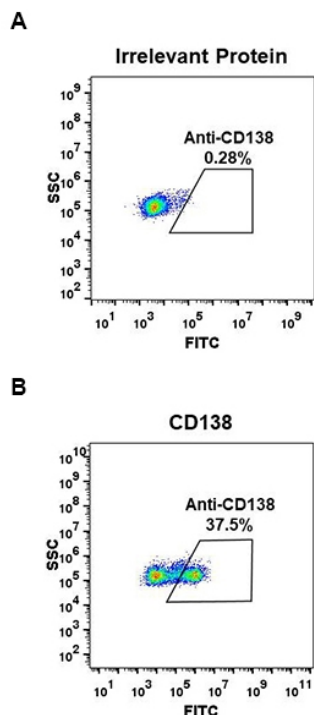 A
Irrelevant Protein
Anti-CD138
0.28%
SSC
10⁹
10⁸
10⁷
10⁶
10⁵
10⁴
10³
10²
10¹ 10³ 10⁵ 10⁷ 10⁹
FITC
B
CD138
Anti-CD138
37.5%
SSC
10¹⁰
10⁹
10⁸
10⁷
10⁶
10⁵
10⁴
10³
10²
10¹ 10³ 10⁵ 10⁷ 10⁹ 10¹¹
FITC